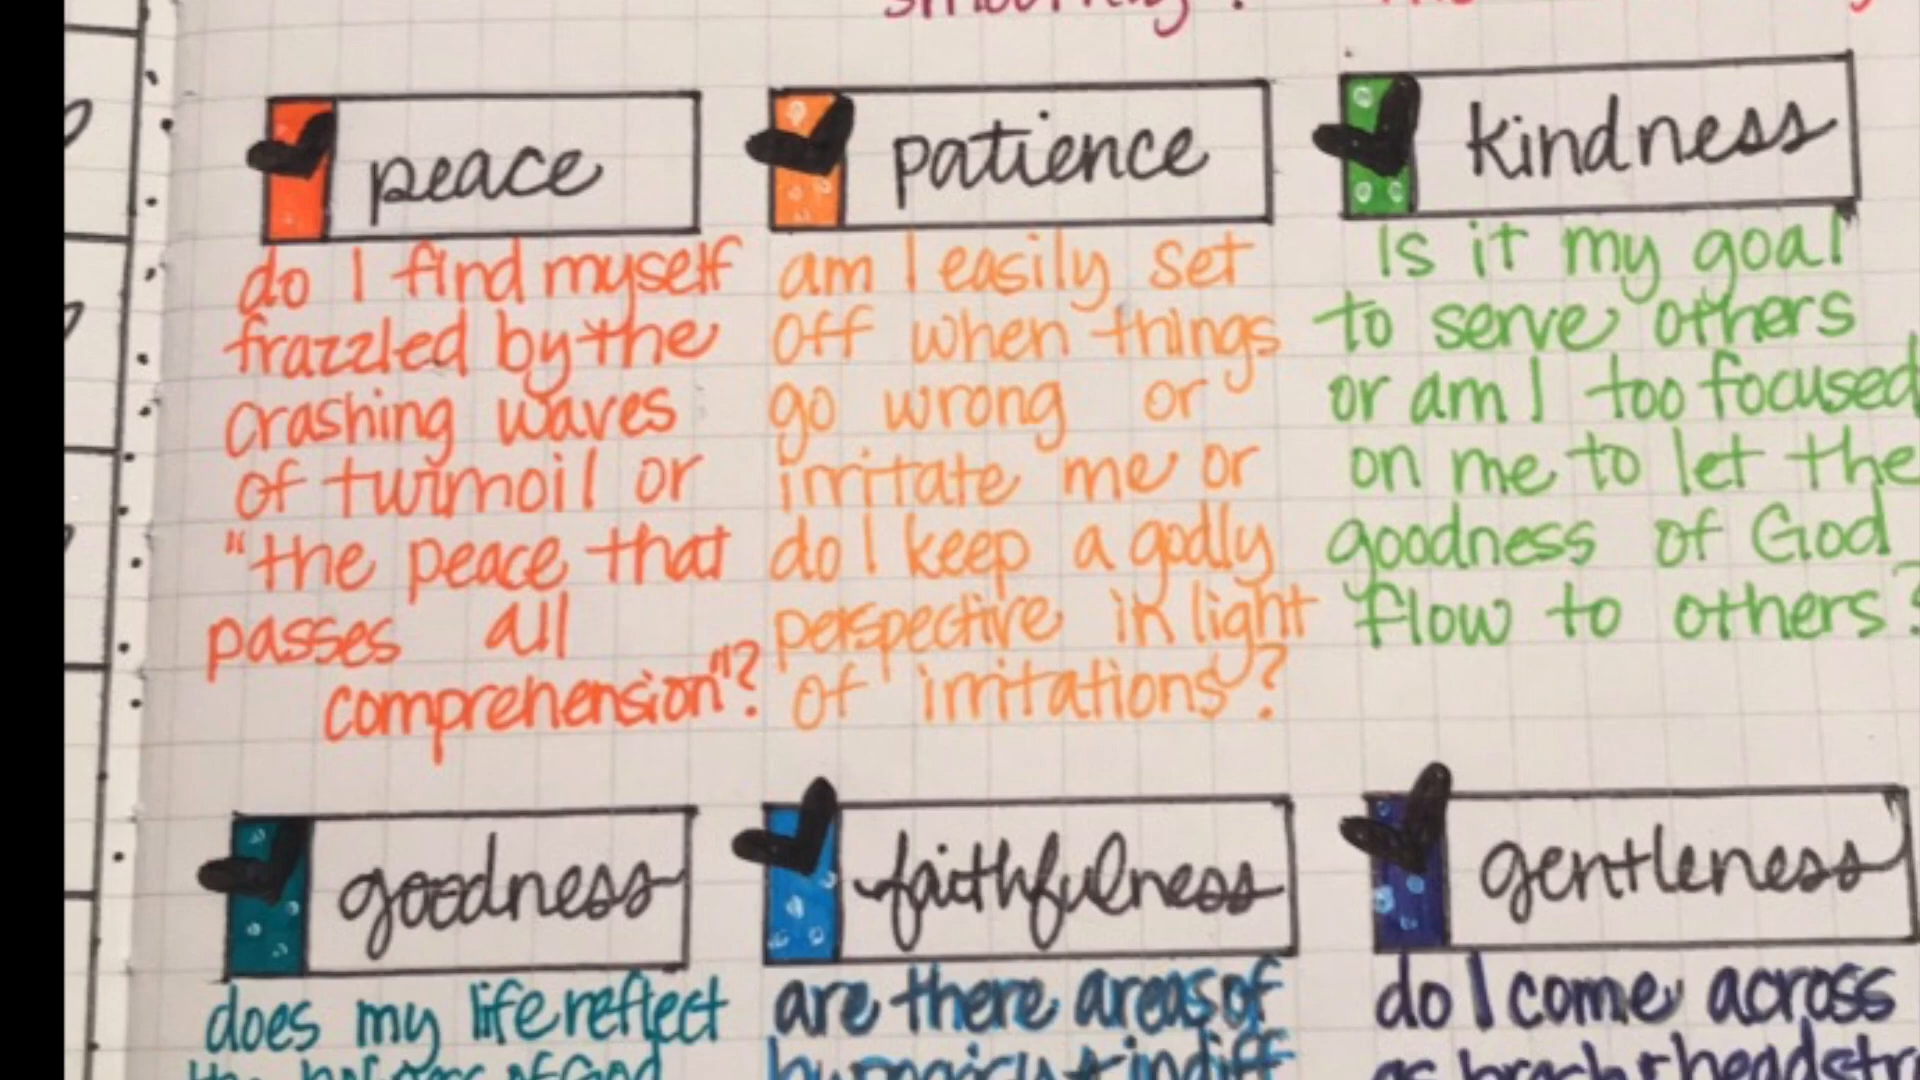 peace
do I find myself
frazzled by the
crashing waves
of turmoil or
"the peace that
passes all
comprehension"?
patience
am I easily set
off when things
go wrong or
irritate me or
do I keep a godly
perspective in light
of irritations?
kindness
Is it my goal
to serve others
or am I too focused
on me to let the
goodness of God
flow to others?
goodness
does my life reflect
of God
faithfulness
are there areas of
gentleness
do I come across